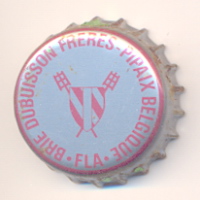 BRIE DUBUISSON FRERES-PIPAIX BELGIQUE
·FLA·